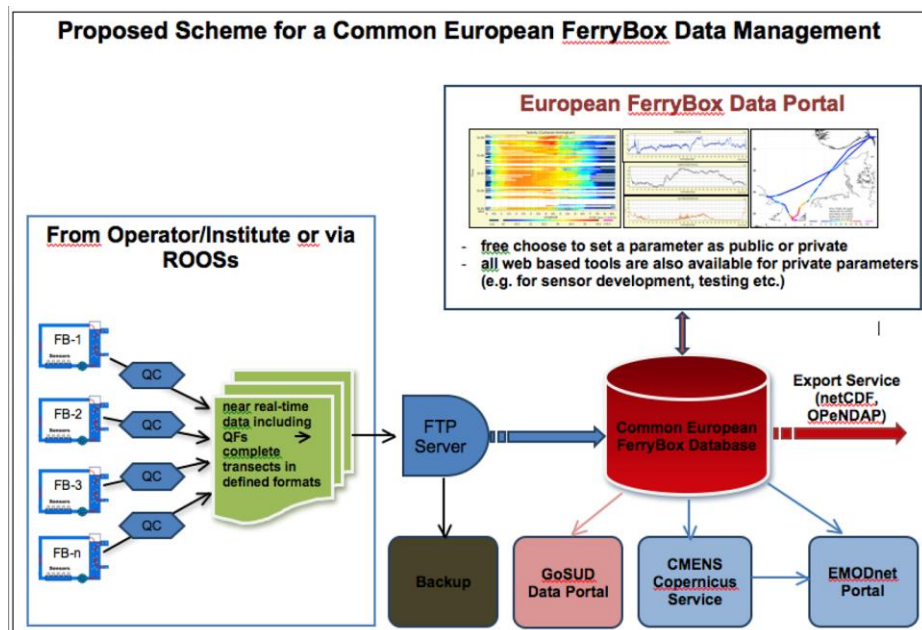 Proposed Scheme for a Common European FerryBox Data Management
European FerryBox Data Portal
- free choose to set a parameter as public or private
- all web based tools are also available for private parameters
(e.g. for sensor development, testing etc.)
From Operator/Institute or via
ROOSs
FB-1
Sensors
QC
FB-2
Sensors
QC
FB-3
Sensors
QC
FB-n
Sensors
QC
near real-time
data including
QFs
complete
transects in
defined formats
FTP
Server
Common European
FerryBox Database
Export Service
(netCDF,
OPeNDAP)
Backup
GoSUD
Data Portal
CMENS
Copernicus
Service
EMODnet
Portal